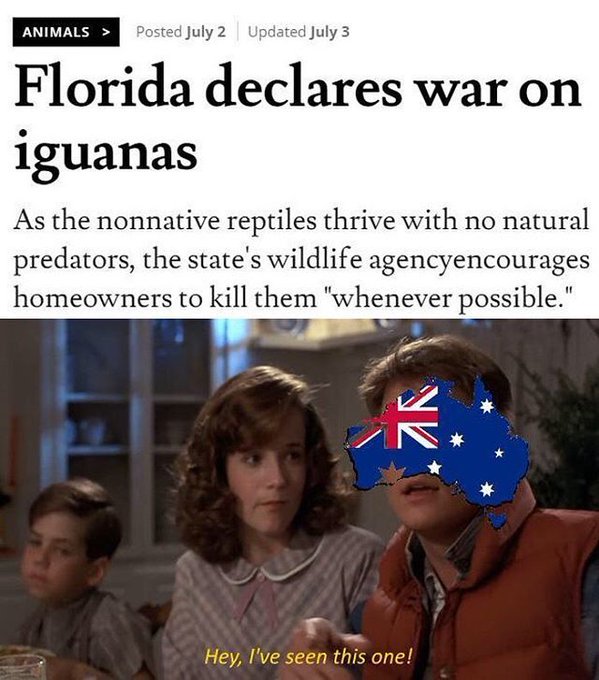 ANIMALS > Posted July 2 Updated July 3
Florida declares war on
iguanas
As the nonnative reptiles thrive with no natural
predators, the state's wildlife agencyencourages
homeowners to kill them "whenever possible."
Hey, I've seen this one!